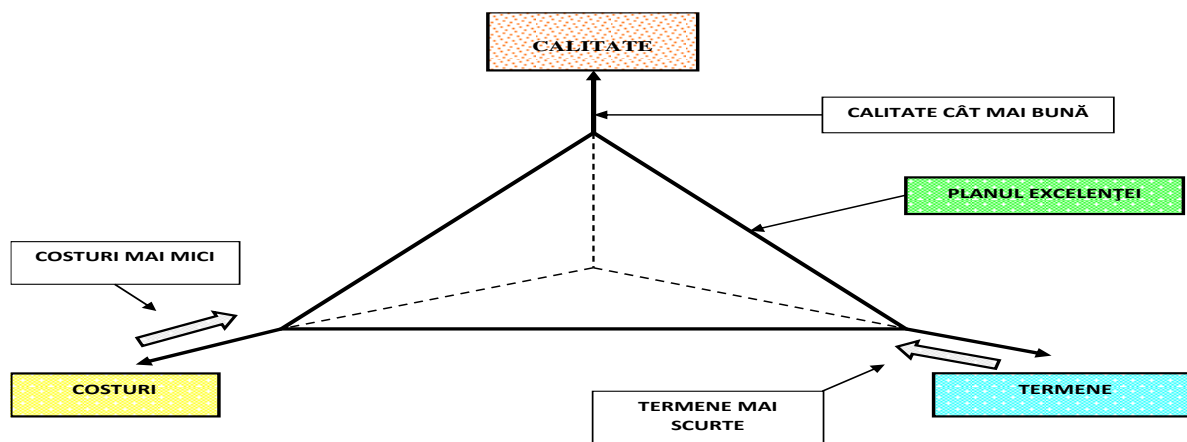 CALITATE
CALITATE CÂT MAI BUNĂ
PLANUL EXCELENŢEI
COSTURI MAI MICI
COSTURI
TERMENE MAI
SCURTE
TERMENE